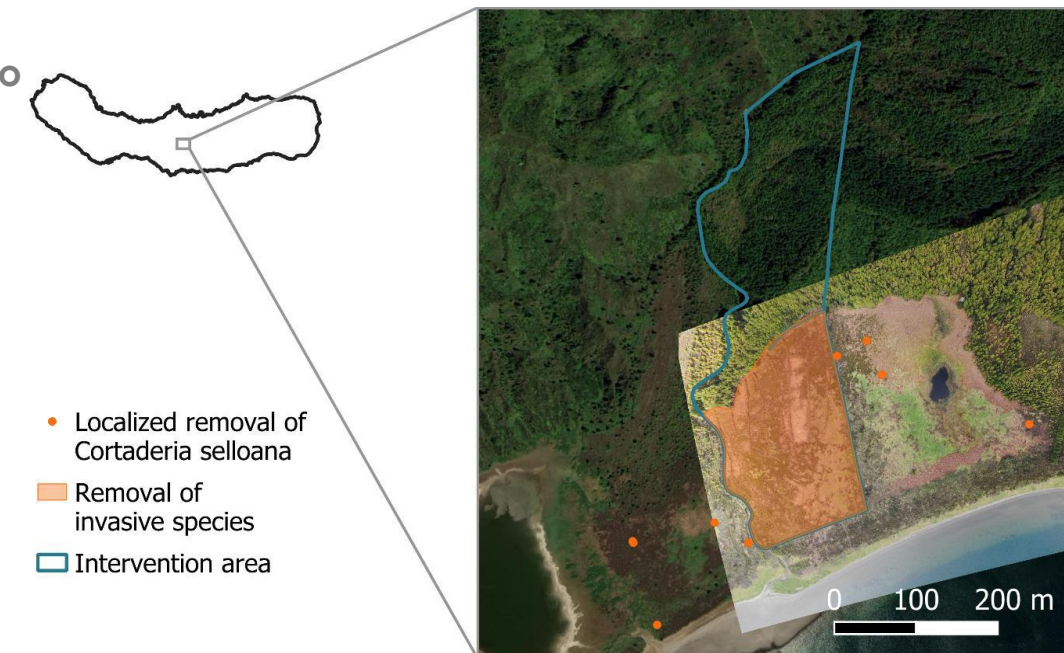 Localized removal of
Cortaderia selloana
Removal of
invasive species
Intervention area
0 100 200 m